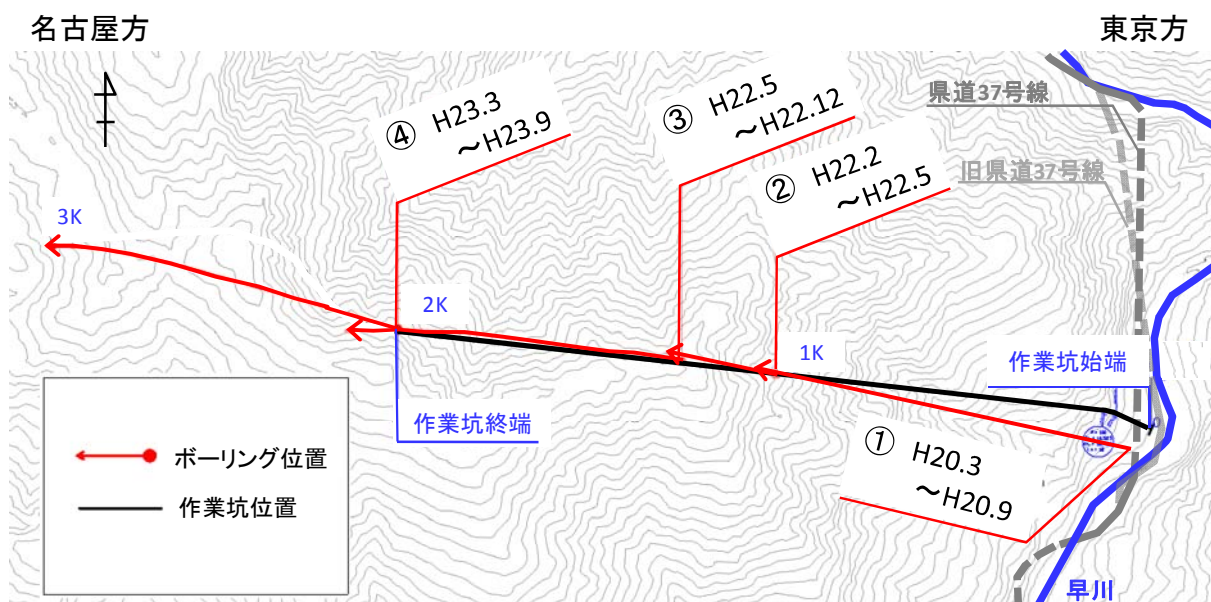 名古屋方
東京方
④ H23.3
～H23.9
③ H22.5
～H22.12
② H22.2
～H22.5
県道37号線
旧県道37号線
3K
2K
1K
作業坑始端
作業坑終端
① H20.3
～H20.9
ボーリング位置
作業坑位置
早川